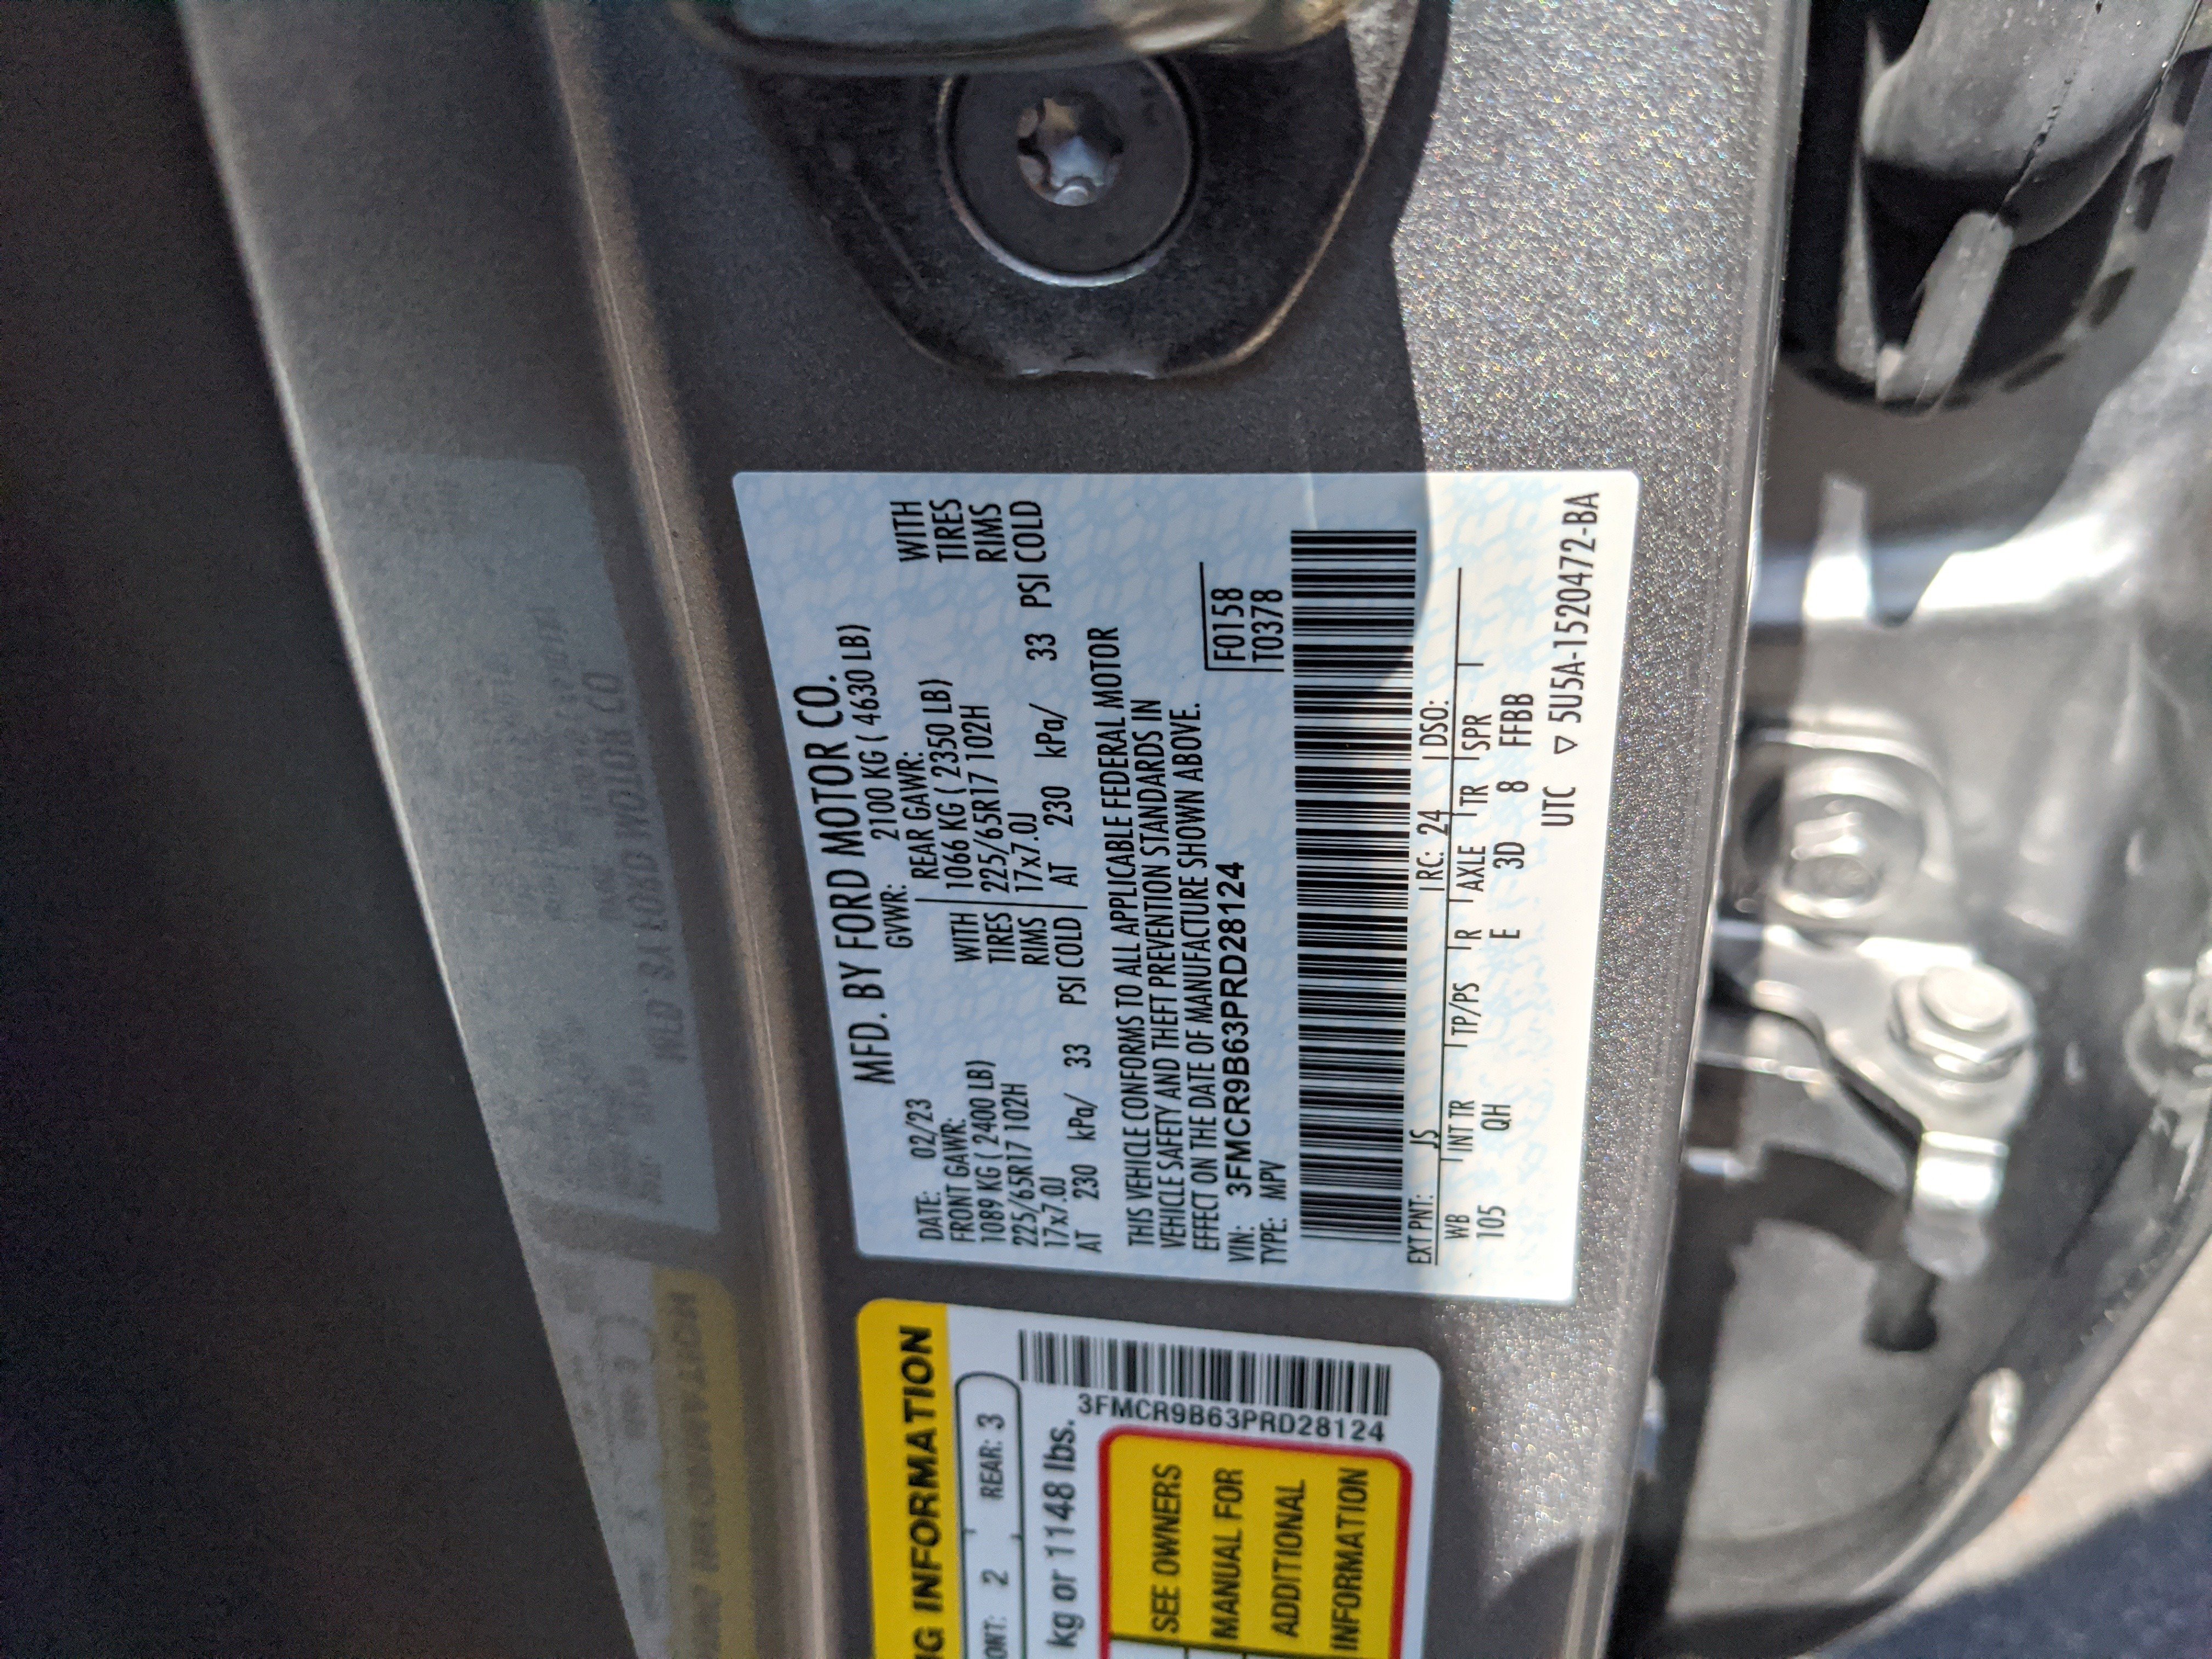 MFD. BY FORD MOTOR CO.
DATE: 02/23 GVWR: 2100 KG ( 4630 LB)
FRONT GAWR: REAR GAWR:
1089 KG ( 2400 LB) WITH 1066 KG ( 2350 LB) WITH
225/65R17 102H TIRES 225/65R17 102H TIRES
17x7.0J RIMS 17x7.0J RIMS
AT 230 kPa/ 33 PSI COLD AT 230 kPa/ 33 PSI COLD
THIS VEHICLE CONFORMS TO ALL APPLICABLE FEDERAL MOTOR
VEHICLE SAFETY AND THEFT PREVENTION STANDARDS IN
EFFECT ON THE DATE OF MANUFACTURE SHOWN ABOVE.
VIN: 3FMCR9B63PRD28124 F0158
TYPE: MPV T0378
EXT PNT: JS RC: 24 DSO:
WB INT TR TP/PS R AXLE TR SPR
105 QH E 3D 8 FFBB
UTC ▽ 5U5A-1520472-BA
G INFORMATION
ONT: 2 REAR: 3
kg or 1148 lbs.
3FMCR9B63PRD28124
SEE OWNERS
MANUAL FOR
ADDITIONAL
INFORMATION